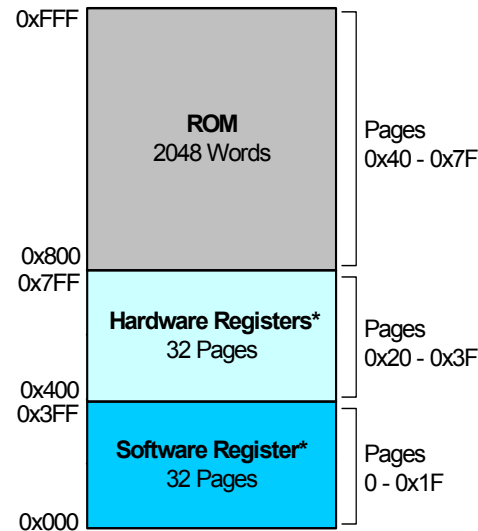 0xFFF
ROM
2048 Words
Pages
0x40 - 0x7F
0x800
0x7FF
Hardware Registers*
32 Pages
Pages
0x20 - 0x3F
0x400
0x3FF
Software Register*
32 Pages
Pages
0 - 0x1F
0x000